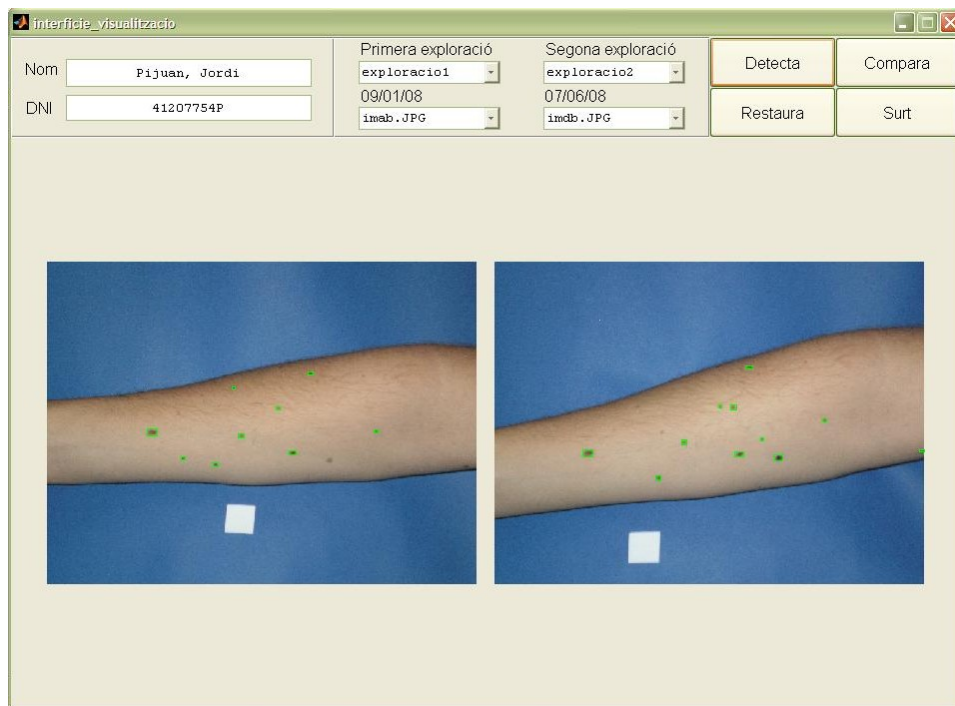 interficie_visualitzacio
Nom
Pijuan, Jordi
DNI
41207754P
Primera exploració
exploracio1
09/01/08
imab.JPG
Segona exploració
exploracio2
07/06/08
imdb.JPG
Detecta
Compara
Restaura
Surt